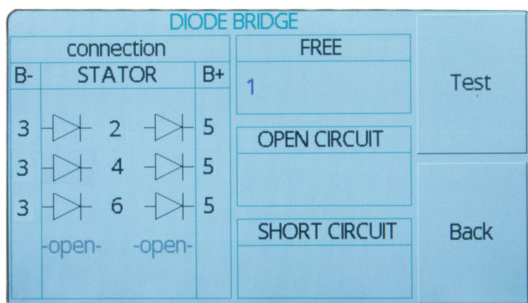 DIODE BRIDGE
connection
B- STATOR B+
3 2 5
3 4 5
3 6 5
-open- -open-
FREE
1
OPEN CIRCUIT
SHORT CIRCUIT
Test
Back